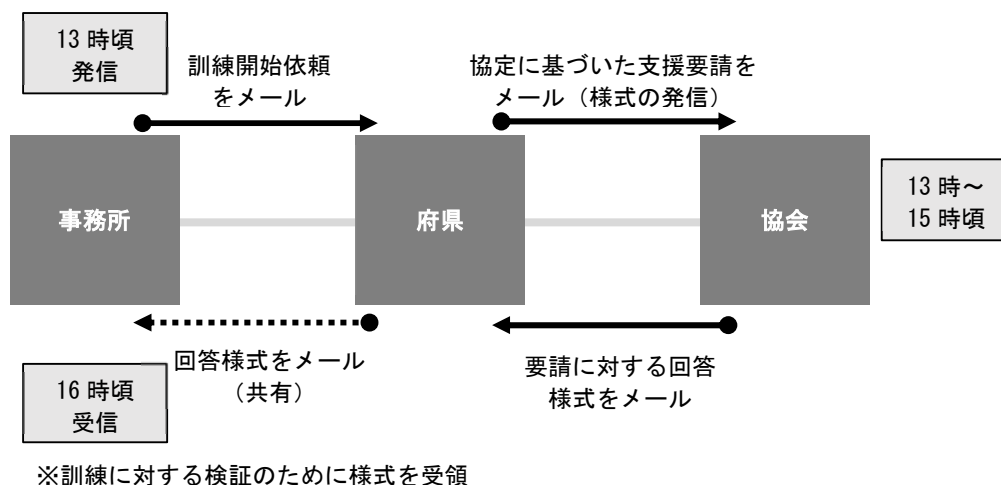 13 時頃
発信
訓練開始依頼
をメール
協定に基づいた支援要請を
メール（様式の発信）
事務所
府県
協会
13 時～
15 時頃
回答様式をメール
（共有）
要請に対する回答
様式をメール
16 時頃
受信
※訓練に対する検証のために様式を受領